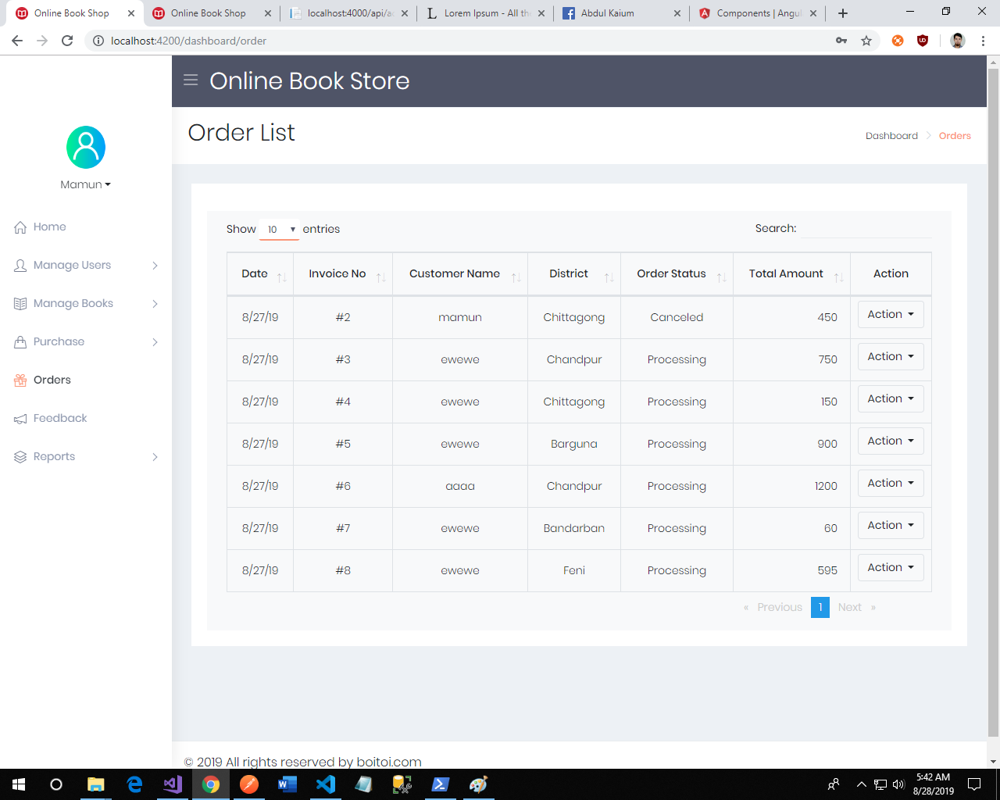 Online Book Shop
Online Book Shop
localhost:4000/api/a
Lorem Ipsum - All th
Abdul Kaium
Components | Angul
localhost:4200/dashboard/order
Online Book Store
Order List
Dashboard
Orders
Mamun
Home
Manage Users
Manage Books
Purchase
Orders
Feedback
Reports
Show 10 entries
Search:
Date Invoice No Customer Name District Order Status Total Amount Action
8/27/19 #2 mamun Chittagong Canceled 450 Action
8/27/19 #3 ewewe Chandpur Processing 750 Action
8/27/19 #4 ewewe Chittagong Processing 150 Action
8/27/19 #5 ewewe Barguna Processing 900 Action
8/27/19 #6 aaaa Chandpur Processing 1200 Action
8/27/19 #7 ewewe Bandarban Processing 60 Action
8/27/19 #8 ewewe Feni Processing 595 Action
« Previous 1 Next »
© 2019 All rights reserved by boitoi.com
5:42 AM
8/28/2019